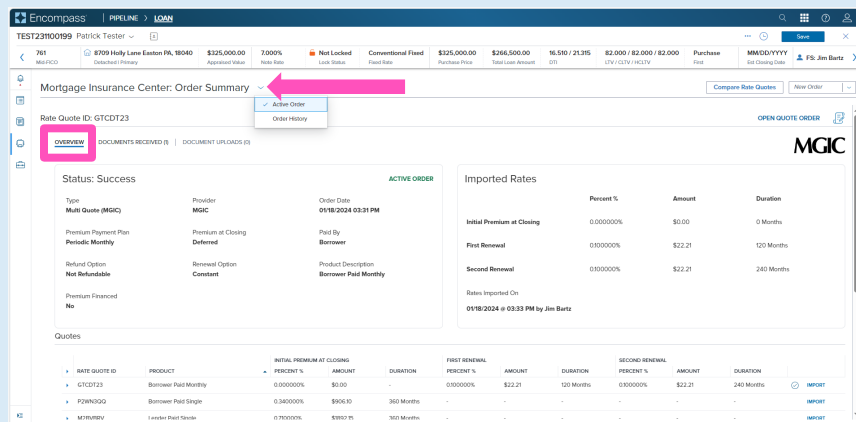 Encompass® | PIPELINE > LOAN
TEST231100199 Patrick Tester
Save
761 8709 Holly Lane Easton PA, 18040 $325,000.00 7.000% Not Locked Conventional Fixed $325,000.00 $266,500.00 16.510 / 21.315 82.000 / 82.000 / 82.000 Purchase MM/DD/YYYY FS: Jim Bartz
Mid-FICO Detached | Primary Appraised Value Note Rate Lock Status Fixed Rate Purchase Price Total Loan Amount DTI LTV / CLTV / HCLTV First Est Closing Date
Mortgage Insurance Center: Order Summary Compare Rate Quotes New Order
Active Order
Order History
Rate Quote ID: GTCDT23 OPEN QUOTE ORDER
OVERVIEW DOCUMENTS RECEIVED (1) | DOCUMENT UPLOADS (0) MGIC
Status: Success ACTIVE ORDER Imported Rates
Percent % Amount Duration
Type Provider Order Date
Multi Quote (MGIC) MGIC 01/18/2024 03:31 PM
Initial Premium at Closing 0.000000% $0.00 0 Months
Premium Payment Plan Premium at Closing Paid By
Periodic Monthly Deferred Borrower
First Renewal 0.100000% $22.21 120 Months
Refund Option Renewal Option Product Description
Not Refundable Constant Borrower Paid Monthly
Second Renewal 0.100000% $22.21 240 Months
Premium Financed
No
Rates Imported On
01/18/2024 @ 03:33 PM by Jim Bartz
Quotes
INITIAL PREMIUM AT CLOSING FIRST RENEWAL SECOND RENEWAL
RATE QUOTE ID PRODUCT PERCENT % AMOUNT DURATION PERCENT % AMOUNT DURATION PERCENT % AMOUNT DURATION
GTCDT23 Borrower Paid Monthly 0.000000% $0.00 - 0.100000% $22.21 120 Months 0.100000% $22.21 240 Months IMPORT
P2WN3QQ Borrower Paid Single 0.340000% $906.10 360 Months - - - - - - IMPORT
M2BVBRV Lender Paid Single 0.710000% $1892.15 360 Months - - - - - - IMPORT